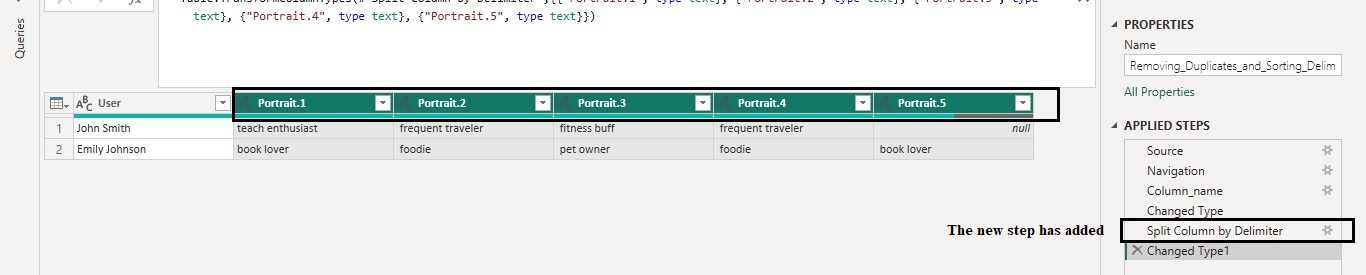 Queries
fx
text}, {"Portrait.4", type text}, {"Portrait.5", type text}})
User Portrait.1 Portrait.2 Portrait.3 Portrait.4 Portrait.5
1 John Smith teach enthusiast frequent traveler fitness buff frequent traveler null
2 Emily Johnson book lover foodie pet owner foodie book lover
PROPERTIES
Name
Removing_Duplicates_and_Sorting_Delim
All Properties
APPLIED STEPS
Source
Navigation
Column_name
Changed Type
The new step has added
Split Column by Delimiter
Changed Type1